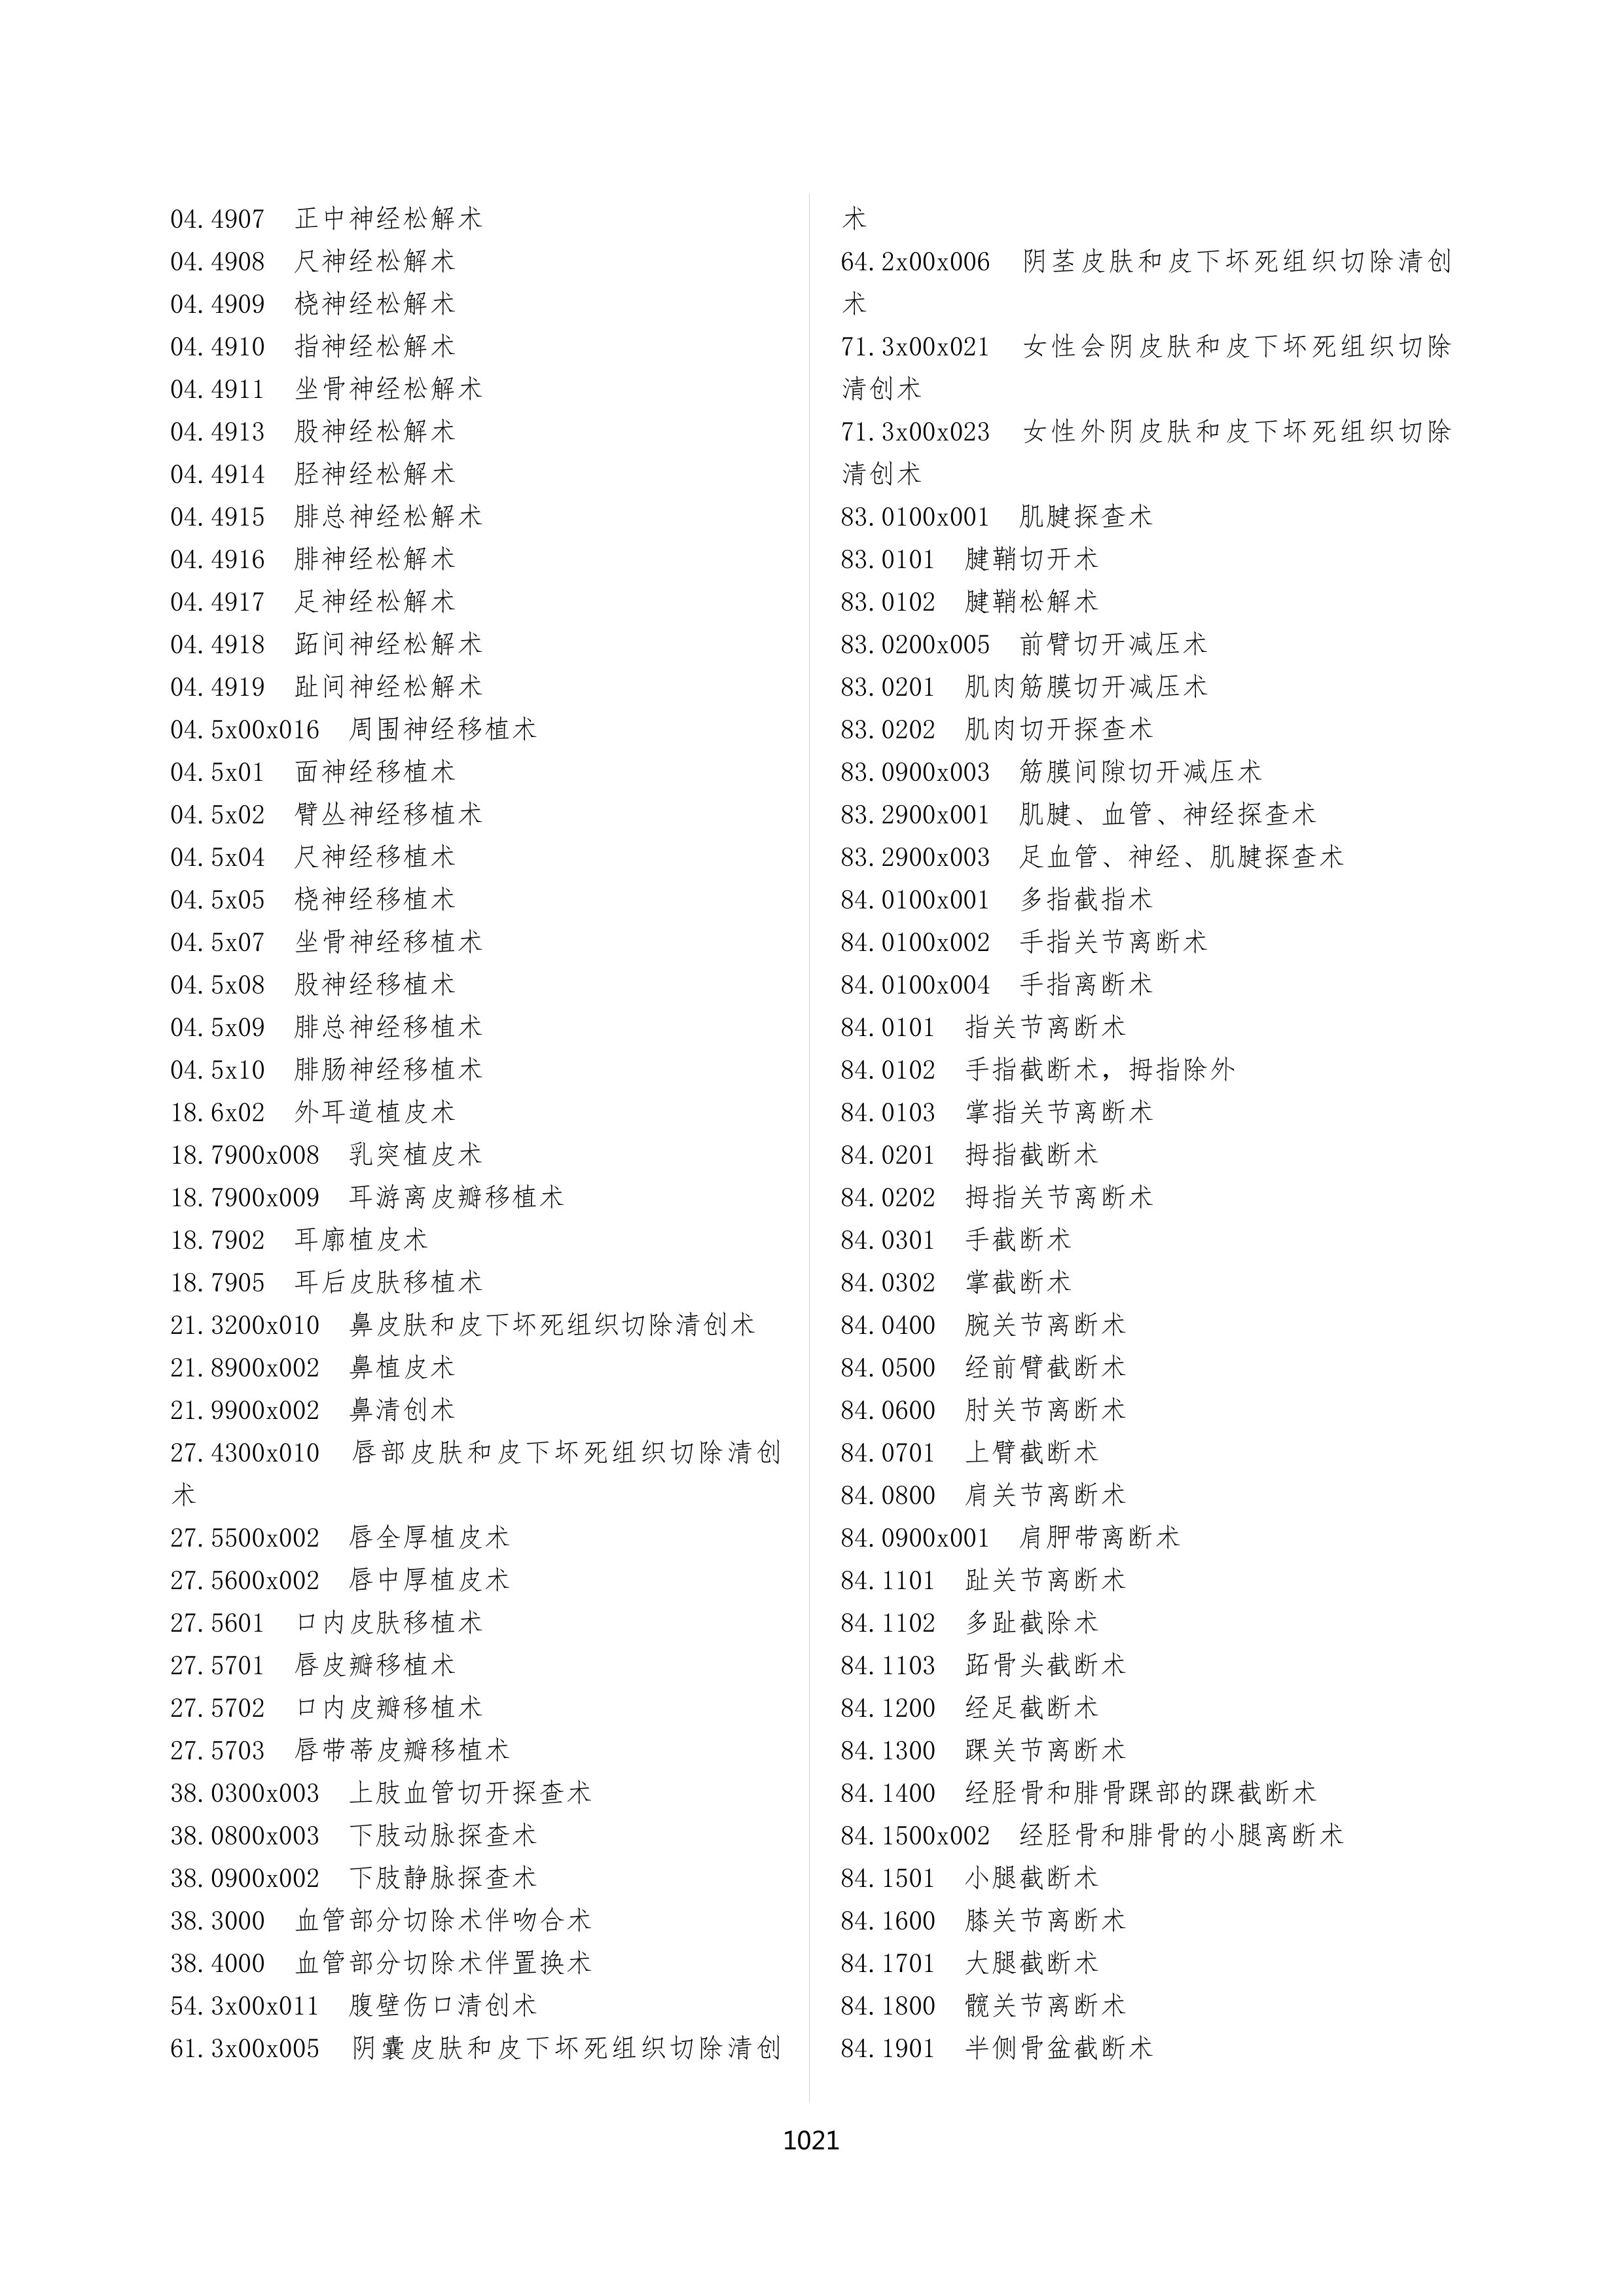 04.4907 正中神经松解术
04.4908 尺神经松解术
04.4909 桡神经松解术
04.4910 指神经松解术
04.4911 坐骨神经松解术
04.4913 股神经松解术
04.4914 胫神经松解术
04.4915 腓总神经松解术
04.4916 腓神经松解术
04.4917 足神经松解术
04.4918 跖间神经松解术
04.4919 趾间神经松解术
04.5x00x016 周围神经移植术
04.5x01 面神经移植术
04.5x02 臂丛神经移植术
04.5x04 尺神经移植术
04.5x05 桡神经移植术
04.5x07 坐骨神经移植术
04.5x08 股神经移植术
04.5x09 腓总神经移植术
04.5x10 腓肠神经移植术
18.6x02 外耳道植皮术
18.7900x008 乳突植皮术
18.7900x009 耳游离皮瓣移植术
18.7902 耳廓植皮术
18.7905 耳后皮肤移植术
21.3200x010 鼻皮肤和皮下坏死组织切除清创术
21.8900x002 鼻植皮术
21.9900x002 鼻清创术
27.4300x010 唇部皮肤和皮下坏死组织切除清创
术
27.5500x002 唇全厚植皮术
27.5600x002 唇中厚植皮术
27.5601 口内皮肤移植术
27.5701 唇皮瓣移植术
27.5702 口内皮瓣移植术
27.5703 唇带蒂皮瓣移植术
38.0300x003 上肢血管切开探查术
38.0800x003 下肢动脉探查术
38.0900x002 下肢静脉探查术
38.3000 血管部分切除术伴吻合术
38.4000 血管部分切除术伴置换术
54.3x00x011 腹壁伤口清创术
61.3x00x005 阴囊皮肤和皮下坏死组织切除清创
术
64.2x00x006 阴茎皮肤和皮下坏死组织切除清创
术
71.3x00x021 女性会阴皮肤和皮下坏死组织切除
清创术
71.3x00x023 女性外阴皮肤和皮下坏死组织切除
清创术
83.0100x001 肌腱探查术
83.0101 腱鞘切开术
83.0102 腱鞘松解术
83.0200x005 前臂切开减压术
83.0201 肌肉筋膜切开减压术
83.0202 肌肉切开探查术
83.0900x003 筋膜间隙切开减压术
83.2900x001 肌腱、血管、神经探查术
83.2900x003 足血管、神经、肌腱探查术
84.0100x001 多指截指术
84.0100x002 手指关节离断术
84.0100x004 手指离断术
84.0101 指关节离断术
84.0102 手指截断术，拇指除外
84.0103 掌指关节离断术
84.0201 拇指截断术
84.0202 拇指关节离断术
84.0301 手截断术
84.0302 掌截断术
84.0400 腕关节离断术
84.0500 经前臂截断术
84.0600 肘关节离断术
84.0701 上臂截断术
84.0800 肩关节离断术
84.0900x001 肩胛带离断术
84.1101 趾关节离断术
84.1102 多趾截除术
84.1103 跖骨头截断术
84.1200 经足截断术
84.1300 踝关节离断术
84.1400 经胫骨和腓骨踝部的踝截断术
84.1500x002 经胫骨和腓骨的小腿离断术
84.1501 小腿截断术
84.1600 膝关节离断术
84.1701 大腿截断术
84.1800 髋关节离断术
84.1901 半侧骨盆截断术
1021